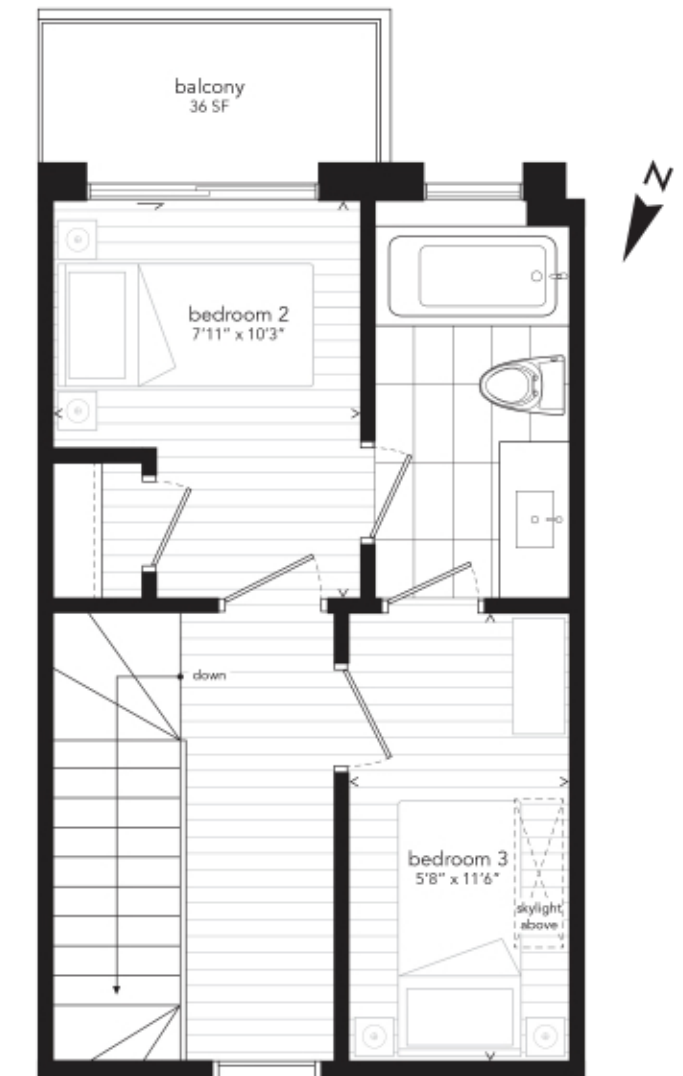 balcony
36 SF
N
bedroom 2
7'11" x 10'3"
down
bedroom 3
5'8" x 11'6"
skylight
above